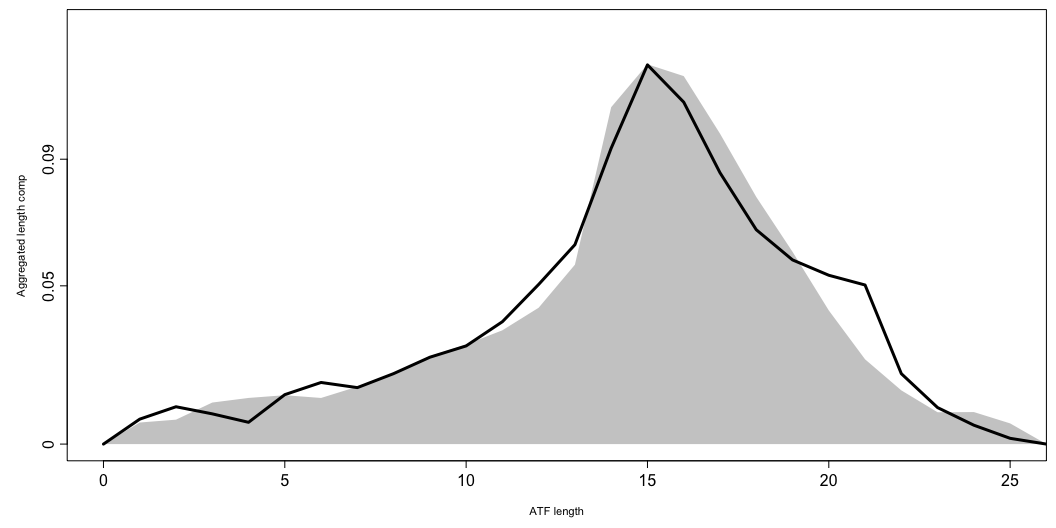 Aggregated length comp
0.09
0.05
0
0 5 10 15 20 25
ATF length